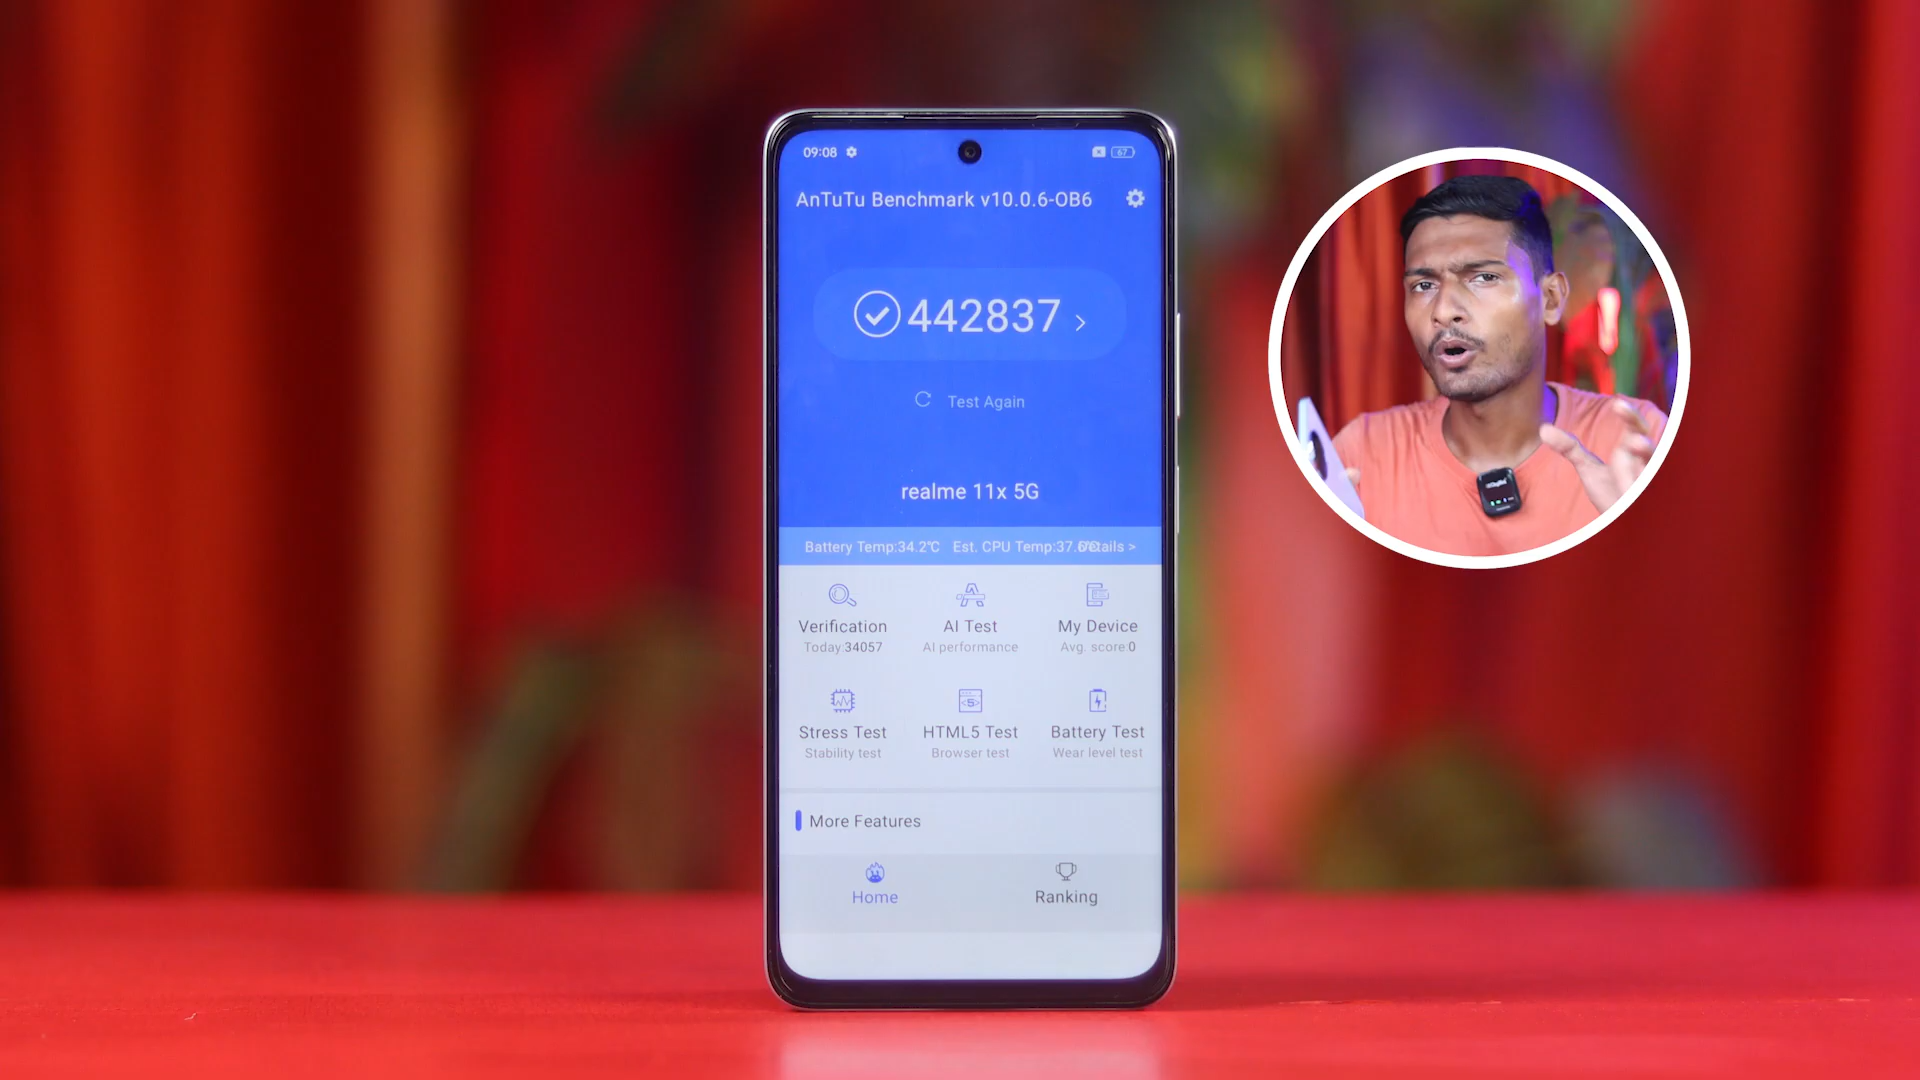 09:08
67
AnTuTu Benchmark v10.0.6-OB6
442837
Test Again
realme 11x 5G
Battery Temp:34.2℃ Est. CPU Temp:37.6℃ Details >
Verification AI Test My Device
Today:34057 AI performance Avg. score:0
Stress Test HTML5 Test Battery Test
Stability test Browser test Wear level test
More Features
Home Ranking